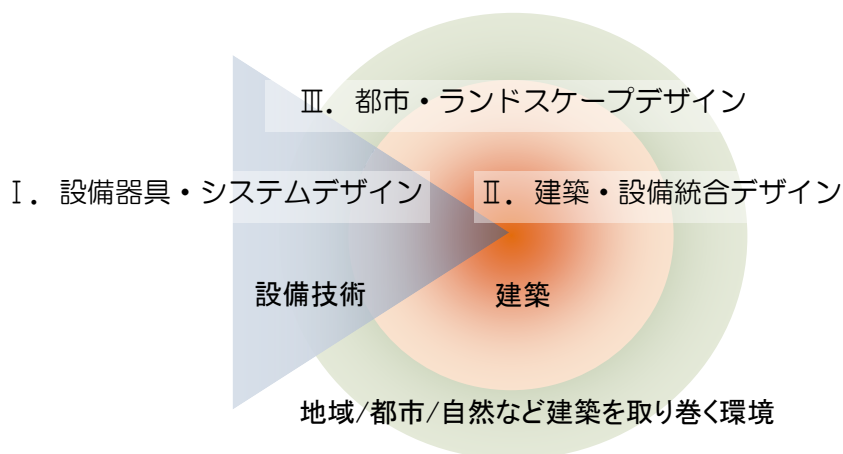 Ⅲ．都市・ランドスケープデザイン
Ⅰ．設備器具・システムデザイン
Ⅱ．建築・設備統合デザイン
設備技術
建築
地域/都市/自然など建築を取り巻く環境